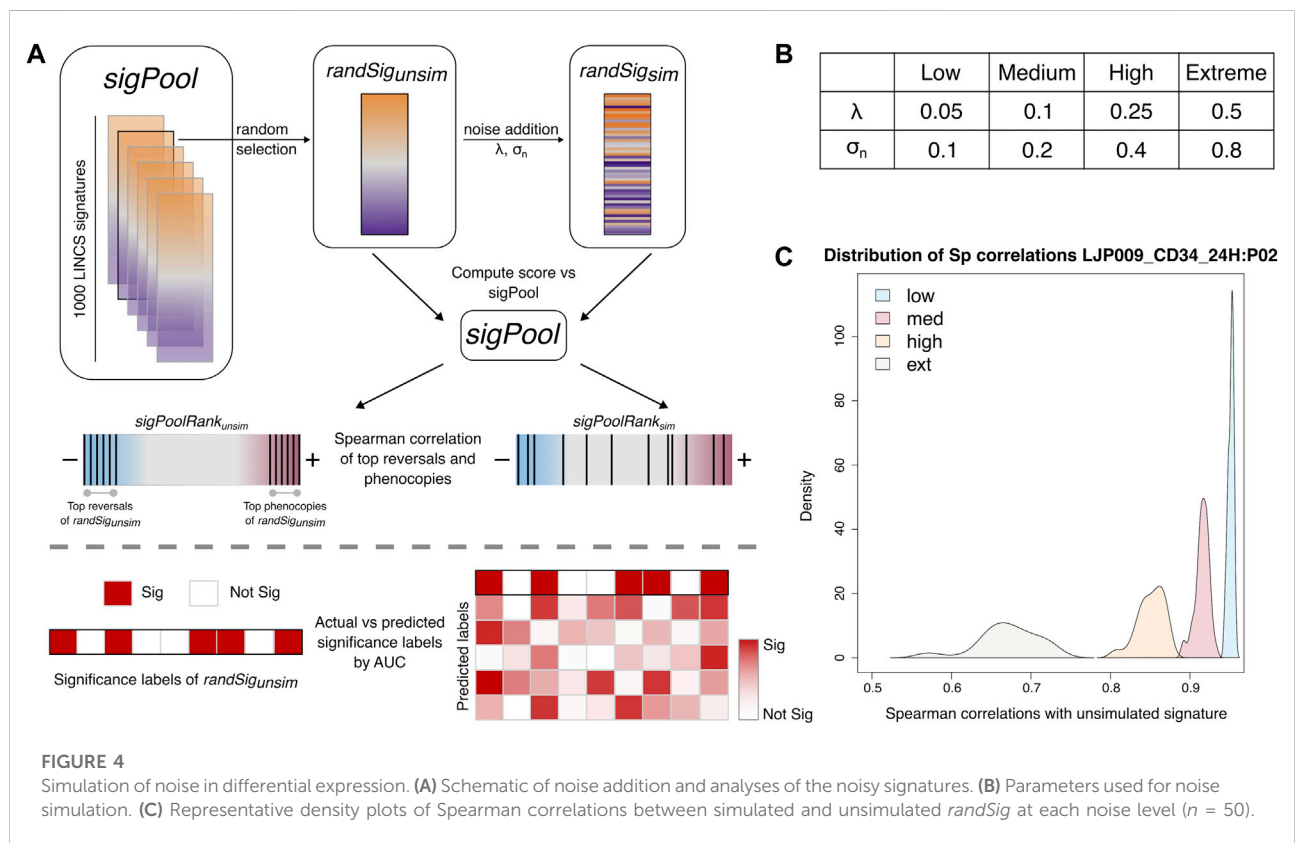 A
sigPool
1000 LINCS signatures
random
selection
randSigunsim
noise addition
λ, σn
randSigsim
Compute score vs
sigPool
sigPool
sigPoolRankunsim
− +
Top reversals
of randSigunsim
Top phenocopies
of randSigunsim
Spearman correlation
of top reversals and
phenocopies
sigPoolRanksim
− +
Sig Not Sig
Significance labels of randSigunsim
Actual vs predicted
significance labels
by AUC
Predicted labels
Sig
Not Sig
B
Low Medium High Extreme
λ 0.05 0.1 0.25 0.5
σn 0.1 0.2 0.4 0.8
C
Distribution of Sp correlations LJP009_CD34_24H:P02
low
med
high
ext
Density
100
80
60
40
20
0
0.5 0.6 0.7 0.8 0.9
Spearman correlations with unsimulated signature
FIGURE 4
Simulation of noise in differential expression. (A) Schematic of noise addition and analyses of the noisy signatures. (B) Parameters used for noise
simulation. (C) Representative density plots of Spearman correlations between simulated and unsimulated randSig at each noise level (n = 50).